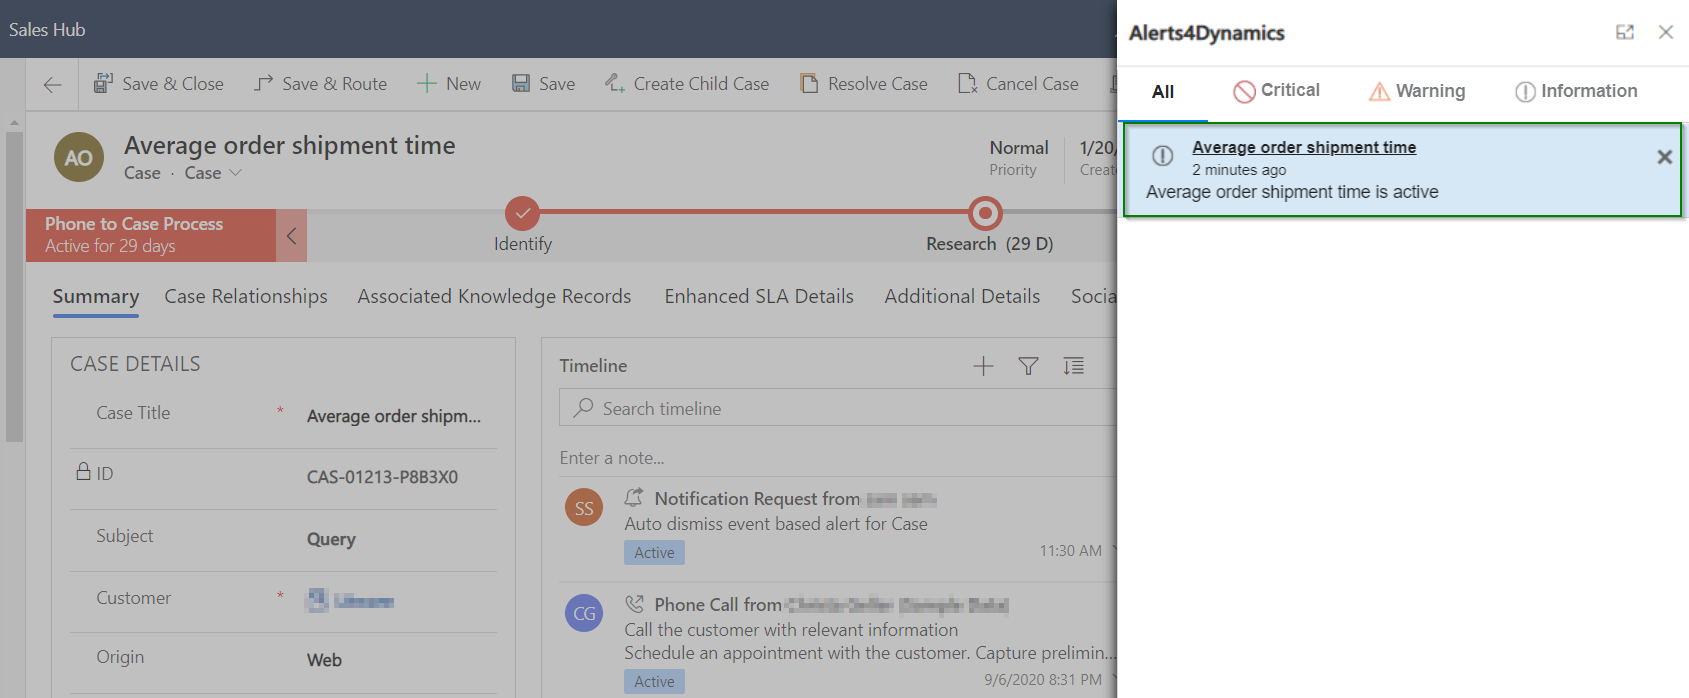 Sales Hub
Save & Close
Save & Route
New
Save
Create Child Case
Resolve Case
Cancel Case
AO
Average order shipment time
Case · Case
Normal
Priority
1/20/
Create
Phone to Case Process
Active for 29 days
Identify
Research (29 D)
Summary
Case Relationships
Associated Knowledge Records
Enhanced SLA Details
Additional Details
Socia
CASE DETAILS
Case Title * Average order shipm...
ID CAS-01213-P8B3X0
Subject Query
Customer *
Origin Web
Timeline
Search timeline
Enter a note...
SS
Notification Request from
Auto dismiss event based alert for Case
Active
11:30 AM
CG
Phone Call from
Call the customer with relevant information
Schedule an appointment with the customer. Capture prelimin...
Active
9/6/2020 8:31 PM
Alerts4Dynamics
All
Critical
Warning
Information
Average order shipment time
2 minutes ago
Average order shipment time is active